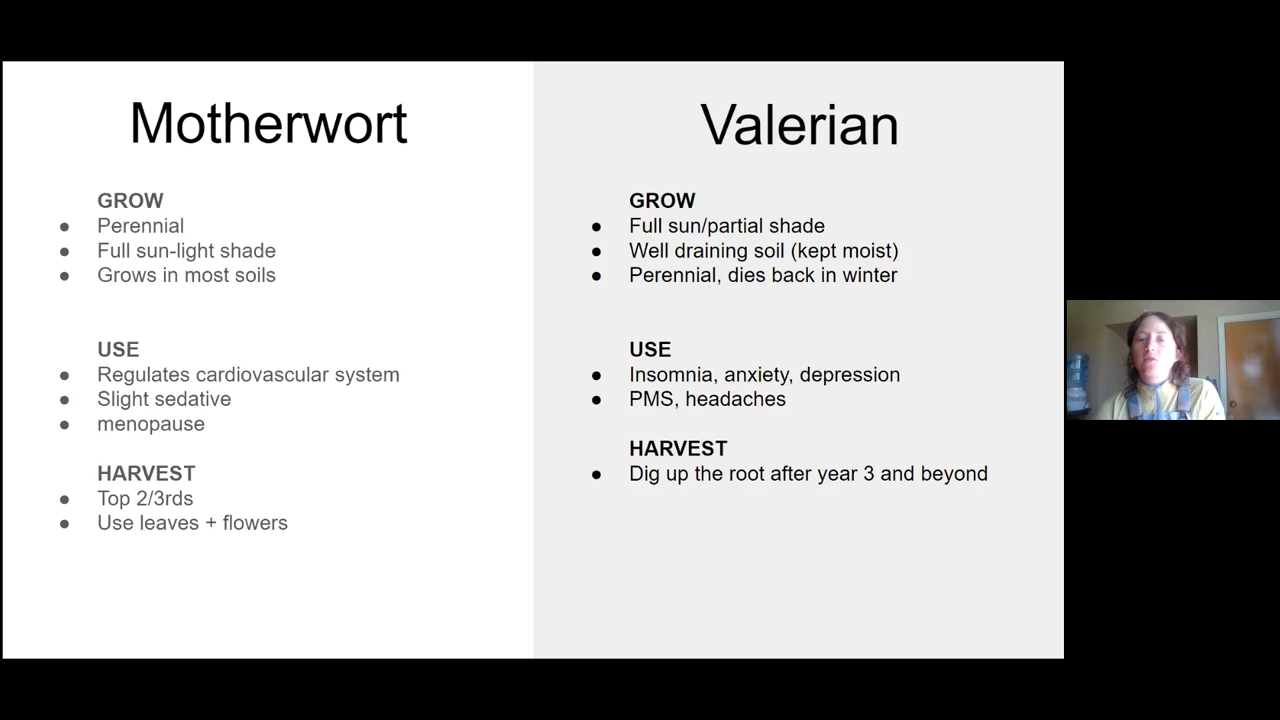 Motherwort
GROW
● Perennial
● Full sun-light shade
● Grows in most soils
USE
● Regulates cardiovascular system
● Slight sedative
● menopause
HARVEST
● Top 2/3rds
● Use leaves + flowers
Valerian
GROW
● Full sun/partial shade
● Well draining soil (kept moist)
● Perennial, dies back in winter
USE
● Insomnia, anxiety, depression
● PMS, headaches
HARVEST
● Dig up the root after year 3 and beyond